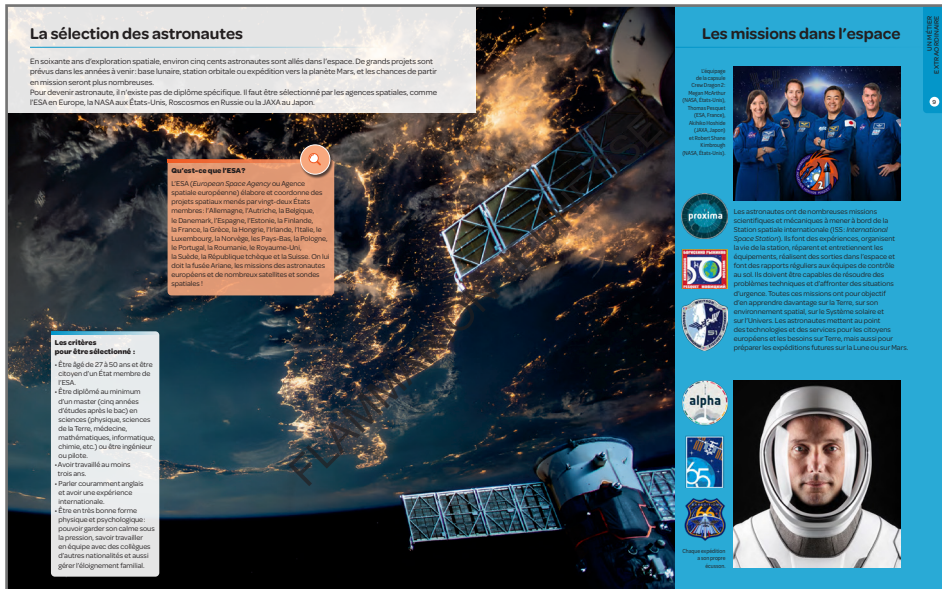 La sélection des astronautes
En soixante ans d'exploration spatiale, environ cinq cents astronautes sont allés dans l'espace. De grands projets sont
prévus dans les années à venir : base lunaire, station orbitale ou expédition vers la planète Mars, et les chances de partir
en mission seront plus nombreuses.
Pour devenir astronaute, il n'existe pas de diplôme spécifique. Il faut être sélectionné par les agences spatiales, comme
l'ESA en Europe, la NASA aux États-Unis, Roscosmos en Russie ou la JAXA au Japon.
Qu'est-ce que l'ESA ?
L'ESA (European Space Agency ou Agence
spatiale européenne) élabore et coordonne des
projets spatiaux menés par vingt-deux États
membres : l'Allemagne, l'Autriche, la Belgique,
le Danemark, l'Espagne, l'Estonie, la Finlande,
la France, la Grèce, la Hongrie, l'Irlande, l'Italie, le
Luxembourg, la Norvège, les Pays-Bas, la Pologne,
le Portugal, la Roumanie, le Royaume-Uni,
la Suède, la République tchèque et la Suisse. On lui
doit la fusée Ariane, les missions des astronautes
européens et de nombreux satellites et sondes
spatiales !
Les critères
pour être sélectionné :
• Être âgé de 27 à 50 ans et être
citoyen d'un État membre de
l'ESA.
• Être diplômé au minimum
d'un master (cinq années
d'études après le bac) en
sciences (physique, sciences
de la Terre, médecine,
mathématiques, informatique,
chimie, etc.) ou être ingénieur
ou pilote.
• Avoir travaillé au moins
trois ans.
• Parler couramment anglais
et avoir une expérience
internationale.
• Être en très bonne forme
physique et psychologique :
pouvoir garder son calme sous
la pression, savoir travailler
en équipe avec des collègues
d'autres nationalités et aussi
gérer l'éloignement familial.
Les missions dans l'espace
UN MÉTIER
EXTRAORDINAIRE
9
L'équipage
de la capsule
Crew Dragon 2 :
Megan McArthur
(NASA, États-Unis),
Thomas Pesquet
(ESA, France),
Akihiko Hoshide
(JAXA, Japon)
et Robert Shane
Kimbrough
(NASA, États-Unis).
2
proxima
Les astronautes ont de nombreuses missions
scientifiques et mécaniques à mener à bord de la
Station spatiale internationale (ISS : International
Space Station). Ils font des expériences, organisent
la vie de la station, réparent et entretiennent les
équipements, réalisent des sorties dans l'espace et
font des rapports réguliers aux équipes de contrôle
au sol. Ils doivent être capables de résoudre des
problèmes techniques et d'affronter des situations
d'urgence. Toutes ces missions ont pour objectif
d'en apprendre davantage sur la Terre, sur son
environnement spatial, sur le Système solaire et
sur l'Univers. Les astronautes mettent au point
des technologies et des services pour les citoyens
européens et les besoins sur Terre, mais aussi pour
préparer les expéditions futures sur la Lune ou sur Mars.
50
51
alpha
65
66
Chaque expédition
a son propre
écusson.